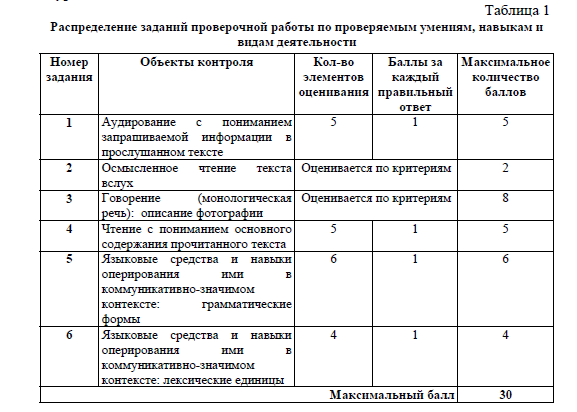 Таблица 1
Распределение заданий проверочной работы по проверяемым умениям, навыкам и
видам деятельности
Номер задания | Объекты контроля | Кол-во элементов оценивания | Баллы за каждый правильный ответ | Максимальное количество баллов
1 | Аудирование с пониманием запрашиваемой информации в прослушанном тексте | 5 | 1 | 5
2 | Осмысленное чтение текста вслух | Оценивается по критериям | 2
3 | Говорение (монологическая речь): описание фотографии | Оценивается по критериям | 8
4 | Чтение с пониманием основного содержания прочитанного текста | 5 | 1 | 5
5 | Языковые средства и навыки оперирования ими в коммуникативно-значимом контексте: грамматические формы | 6 | 1 | 6
6 | Языковые средства и навыки оперирования ими в коммуникативно-значимом контексте: лексические единицы | 4 | 1 | 4
Максимальный балл | 30